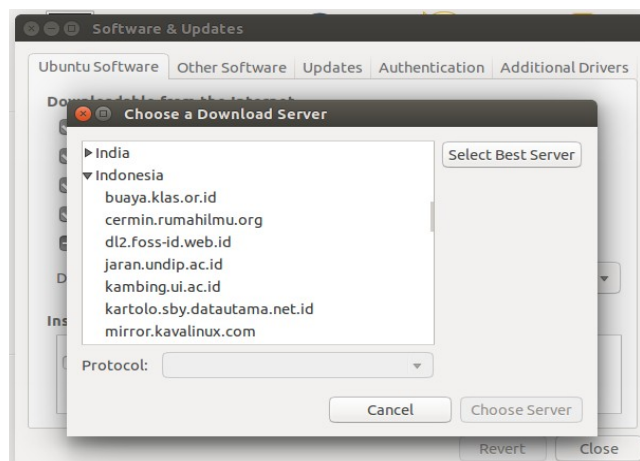 Software & Updates
Ubuntu Software Other Software Updates Authentication Additional Drivers
Choose a Download Server
India
Select Best Server
Indonesia
buaya.klas.or.id
cermin.rumahilmu.org
dl2.foss-id.web.id
jaran.undip.ac.id
kambing.ui.ac.id
kartolo.sby.datautama.net.id
mirror.kavalinux.com
Protocol:
Cancel Choose Server
Revert Close